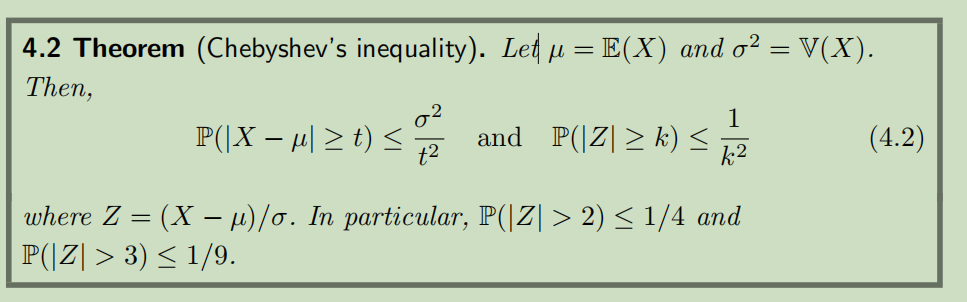 4.2 Theorem (Chebyshev's inequality). Let μ = 𝔼(X) and σ² = 𝕍(X).
Then,
ℙ(|X − μ| ≥ t) ≤ σ²/t² and ℙ(|Z| ≥ k) ≤ 1/k² (4.2)
where Z = (X − μ)/σ. In particular, ℙ(|Z| > 2) ≤ 1/4 and
ℙ(|Z| > 3) ≤ 1/9.